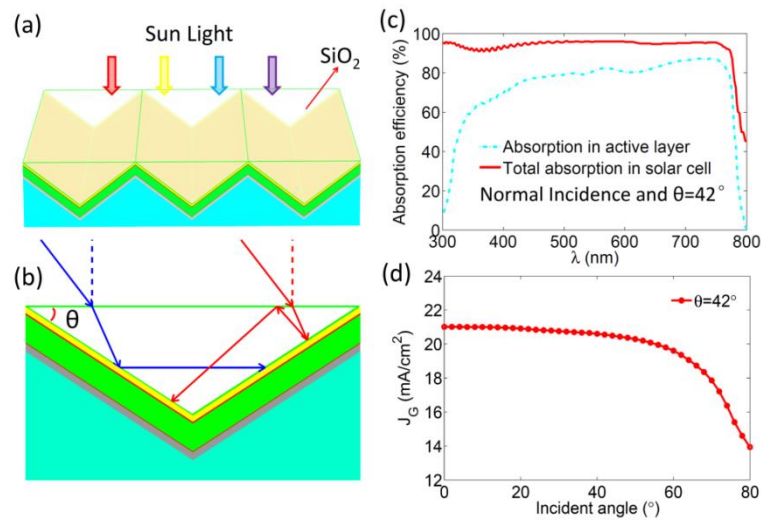 (a)
Sun Light
SiO₂
(b)
θ
(c)
100
80
60
40
20
0
Absorption efficiency (%)
Absorption in active layer
Total absorption in solar cell
Normal Incidence and θ=42°
300 400 500 600 700 800
λ (nm)
(d)
24
22
20
18
16
14
12
J_G (mA/cm²)
θ=42°
0 20 40 60 80
Incident angle (°)